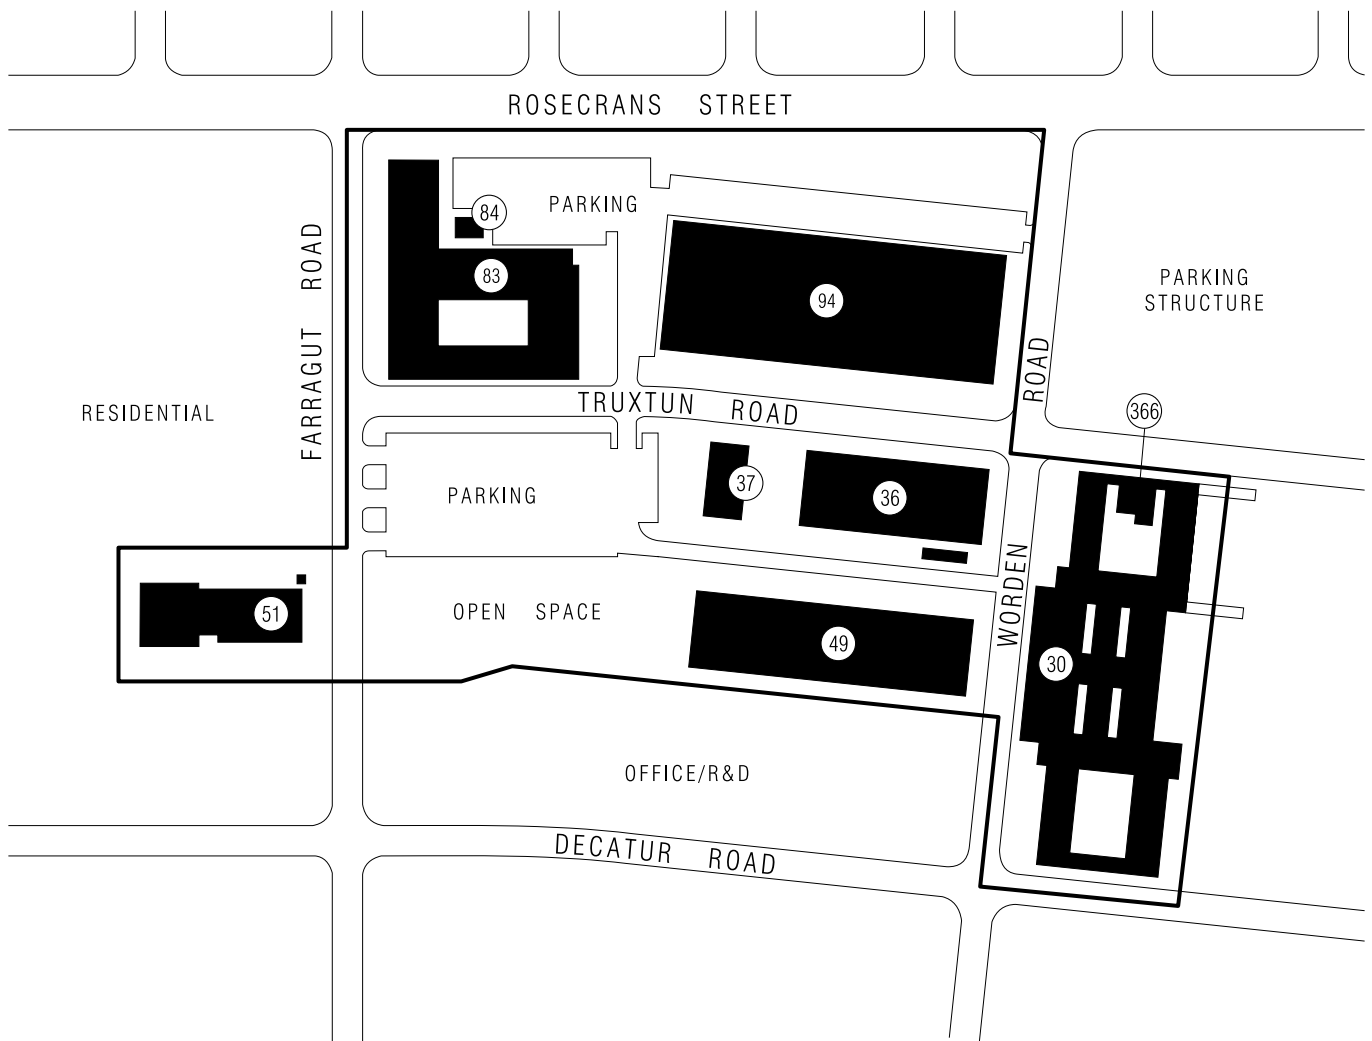 ROSECRANS STREET
84
PARKING
FARRAGUT ROAD
83
94
PARKING
STRUCTURE
ROAD
TRUXTUN ROAD
366
RESIDENTIAL
37
36
PARKING
WORDEN
51
OPEN SPACE
49
30
OFFICE/R&D
DECATUR ROAD